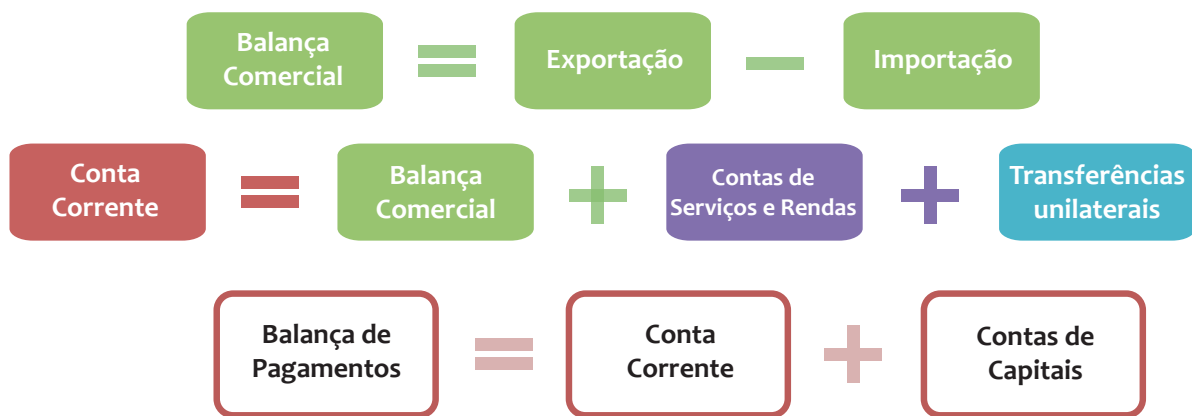 Balança
Comercial
Exportação
Importação
Conta
Corrente
Balança
Comercial
Contas de
Serviços e Rendas
Transferências
unilaterais
Balança de
Pagamentos
Conta
Corrente
Contas de
Capitais